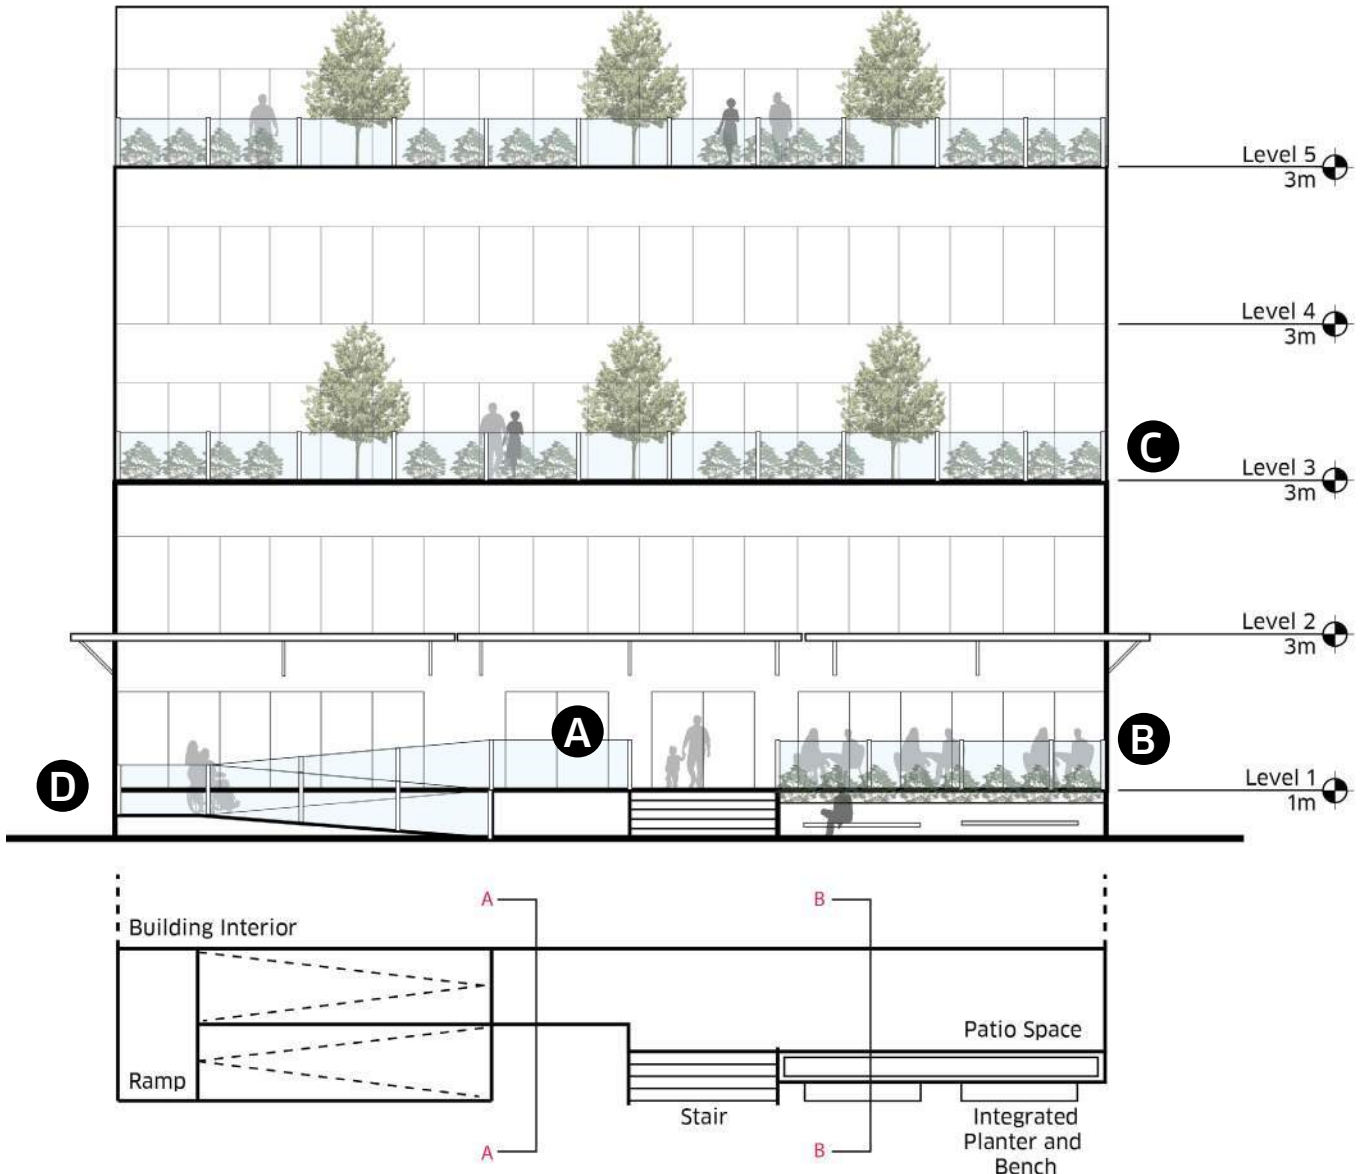 Level 5
3m
Level 4
3m
C
Level 3
3m
Level 2
3m
A
B
D
Level 1
1m
A
B
Building Interior
Patio Space
Ramp
Stair
Integrated
Planter and
Bench
A
B